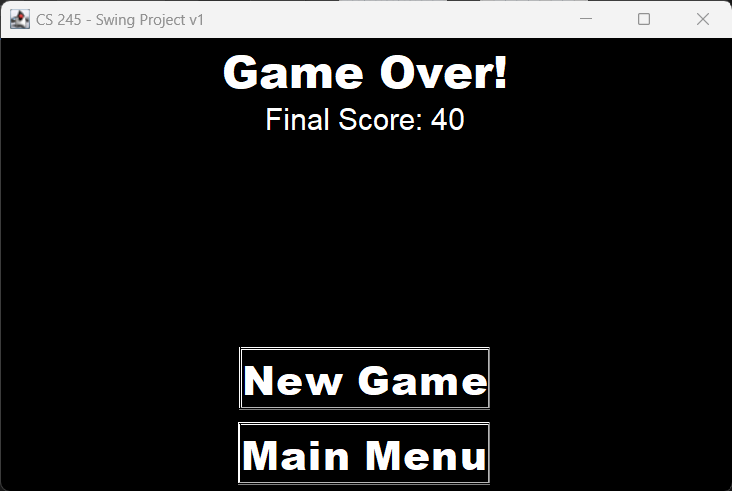 CS 245 - Swing Project v1
Game Over!
Final Score: 40
New Game
Main Menu